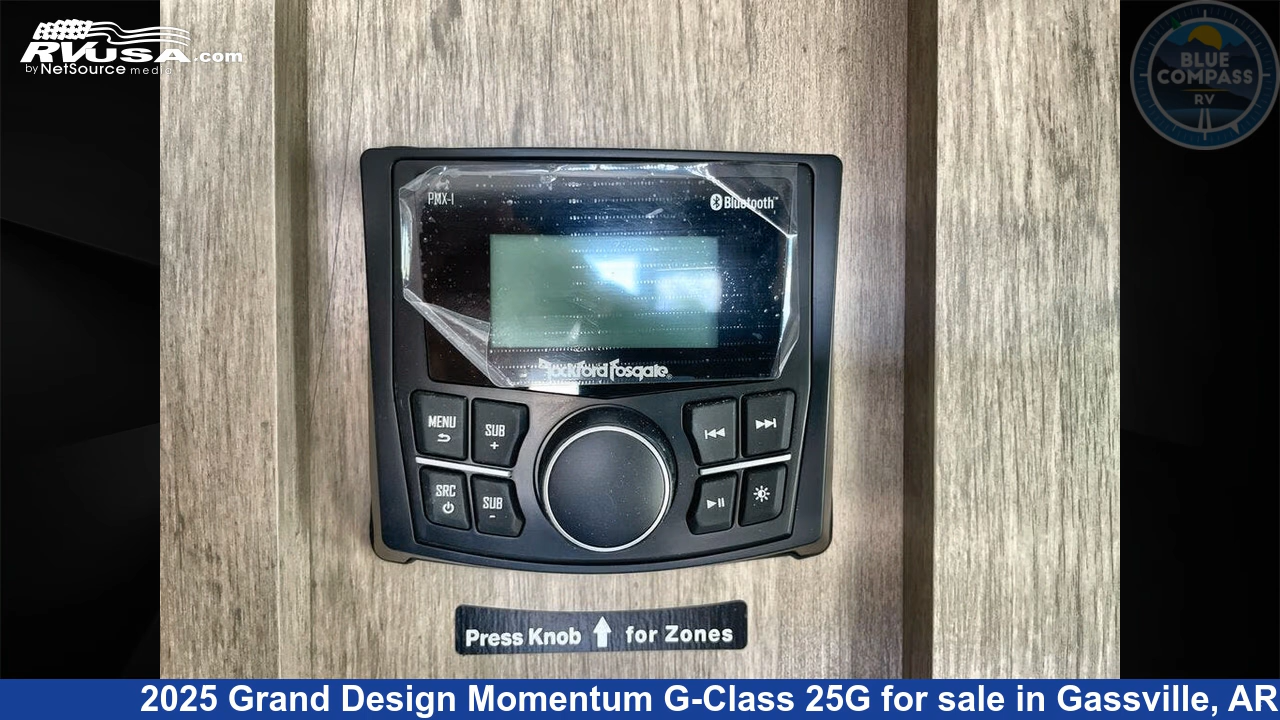 RVUSA.com
by NetSource media
BLUE
COMPASS
RV
PMX-1
Bluetooth™
Rockford Fosgate®
MENU
SUB
+
SRC
SUB
-
Press Knob ↑ for Zones
2025 Grand Design Momentum G-Class 25G for sale in Gassville, AR